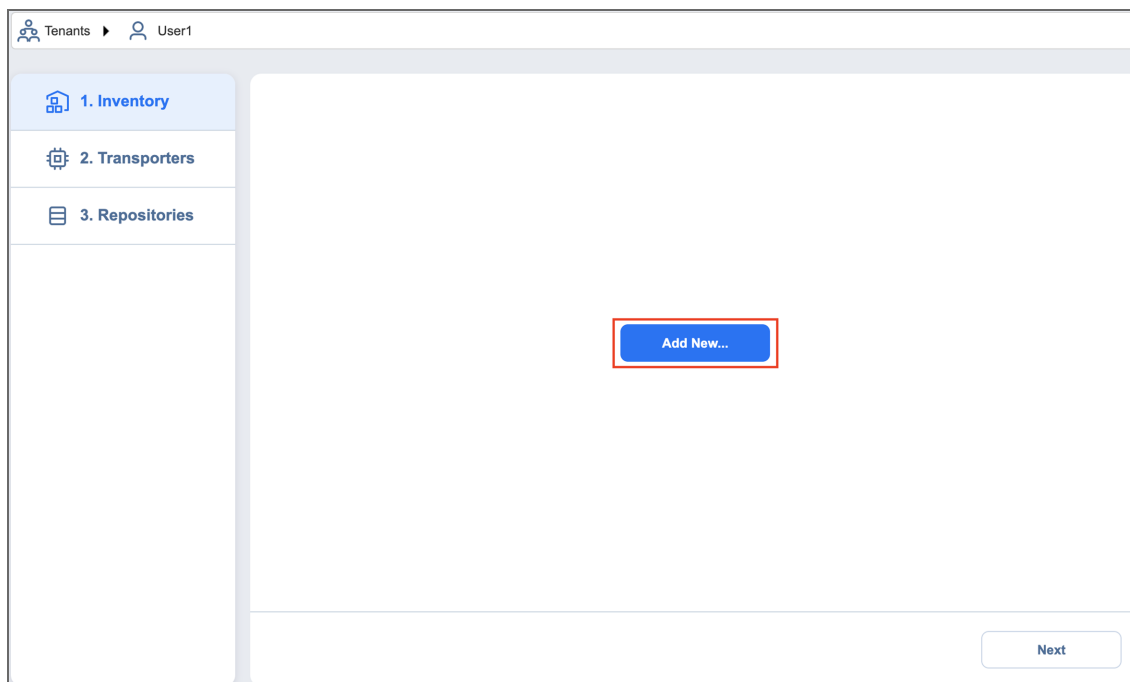 Tenants User1
1. Inventory
2. Transporters
3. Repositories
Add New...
Next